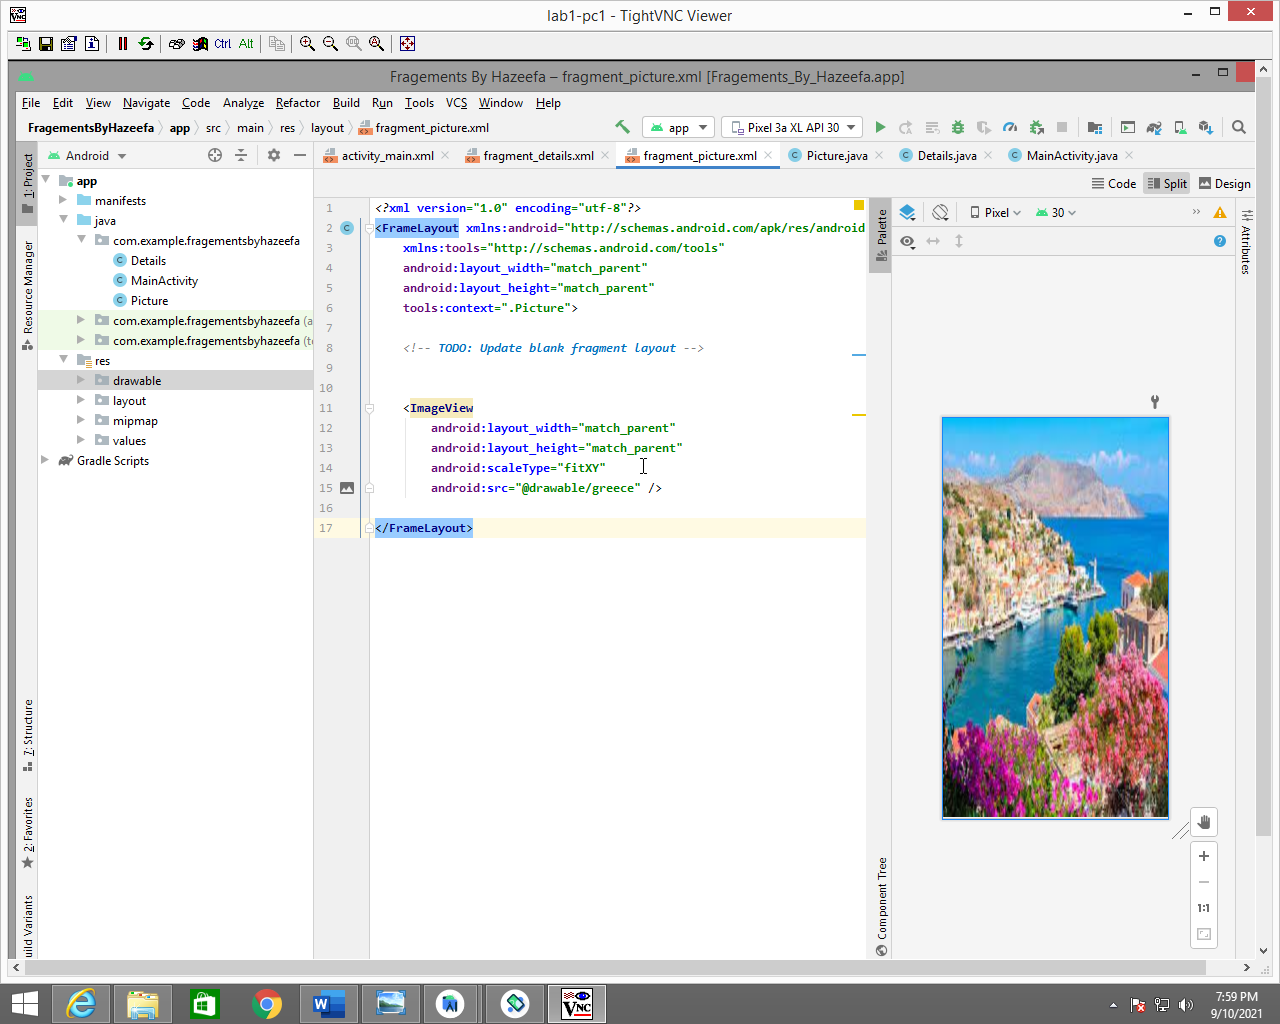 lab1-pc1 - TightVNC Viewer
Ctrl Alt
Fragements By Hazeefa – fragment_picture.xml [Fragements_By_Hazeefa.app]
File Edit View Navigate Code Analyze Refactor Build Run Tools VCS Window Help
FragementsByHazeefa app src main res layout fragment_picture.xml
app Pixel 3a XL API 30
Android
activity_main.xml fragment_details.xml fragment_picture.xml Picture.java Details.java MainActivity.java
Code Split Design
1: Project
Resource Manager
7: Structure
2: Favorites
uild Variants
app
manifests
java
com.example.fragementsbyhazeefa
Details
MainActivity
Picture
com.example.fragementsbyhazeefa (a
com.example.fragementsbyhazeefa (t
res
drawable
layout
mipmap
values
Gradle Scripts
1 <?xml version="1.0" encoding="utf-8"?>
2 <FrameLayout xmlns:android="http://schemas.android.com/apk/res/android
3 xmlns:tools="http://schemas.android.com/tools"
4 android:layout_width="match_parent"
5 android:layout_height="match_parent"
6 tools:context=".Picture">
7
8 <!-- TODO: Update blank fragment layout -->
9
10
11 <ImageView
12 android:layout_width="match_parent"
13 android:layout_height="match_parent"
14 android:scaleType="fitXY"
15 android:src="@drawable/greece" />
16
17 </FrameLayout>
Palette
Component Tree
Pixel 30
Attributes
1:1
7:59 PM
9/10/2021